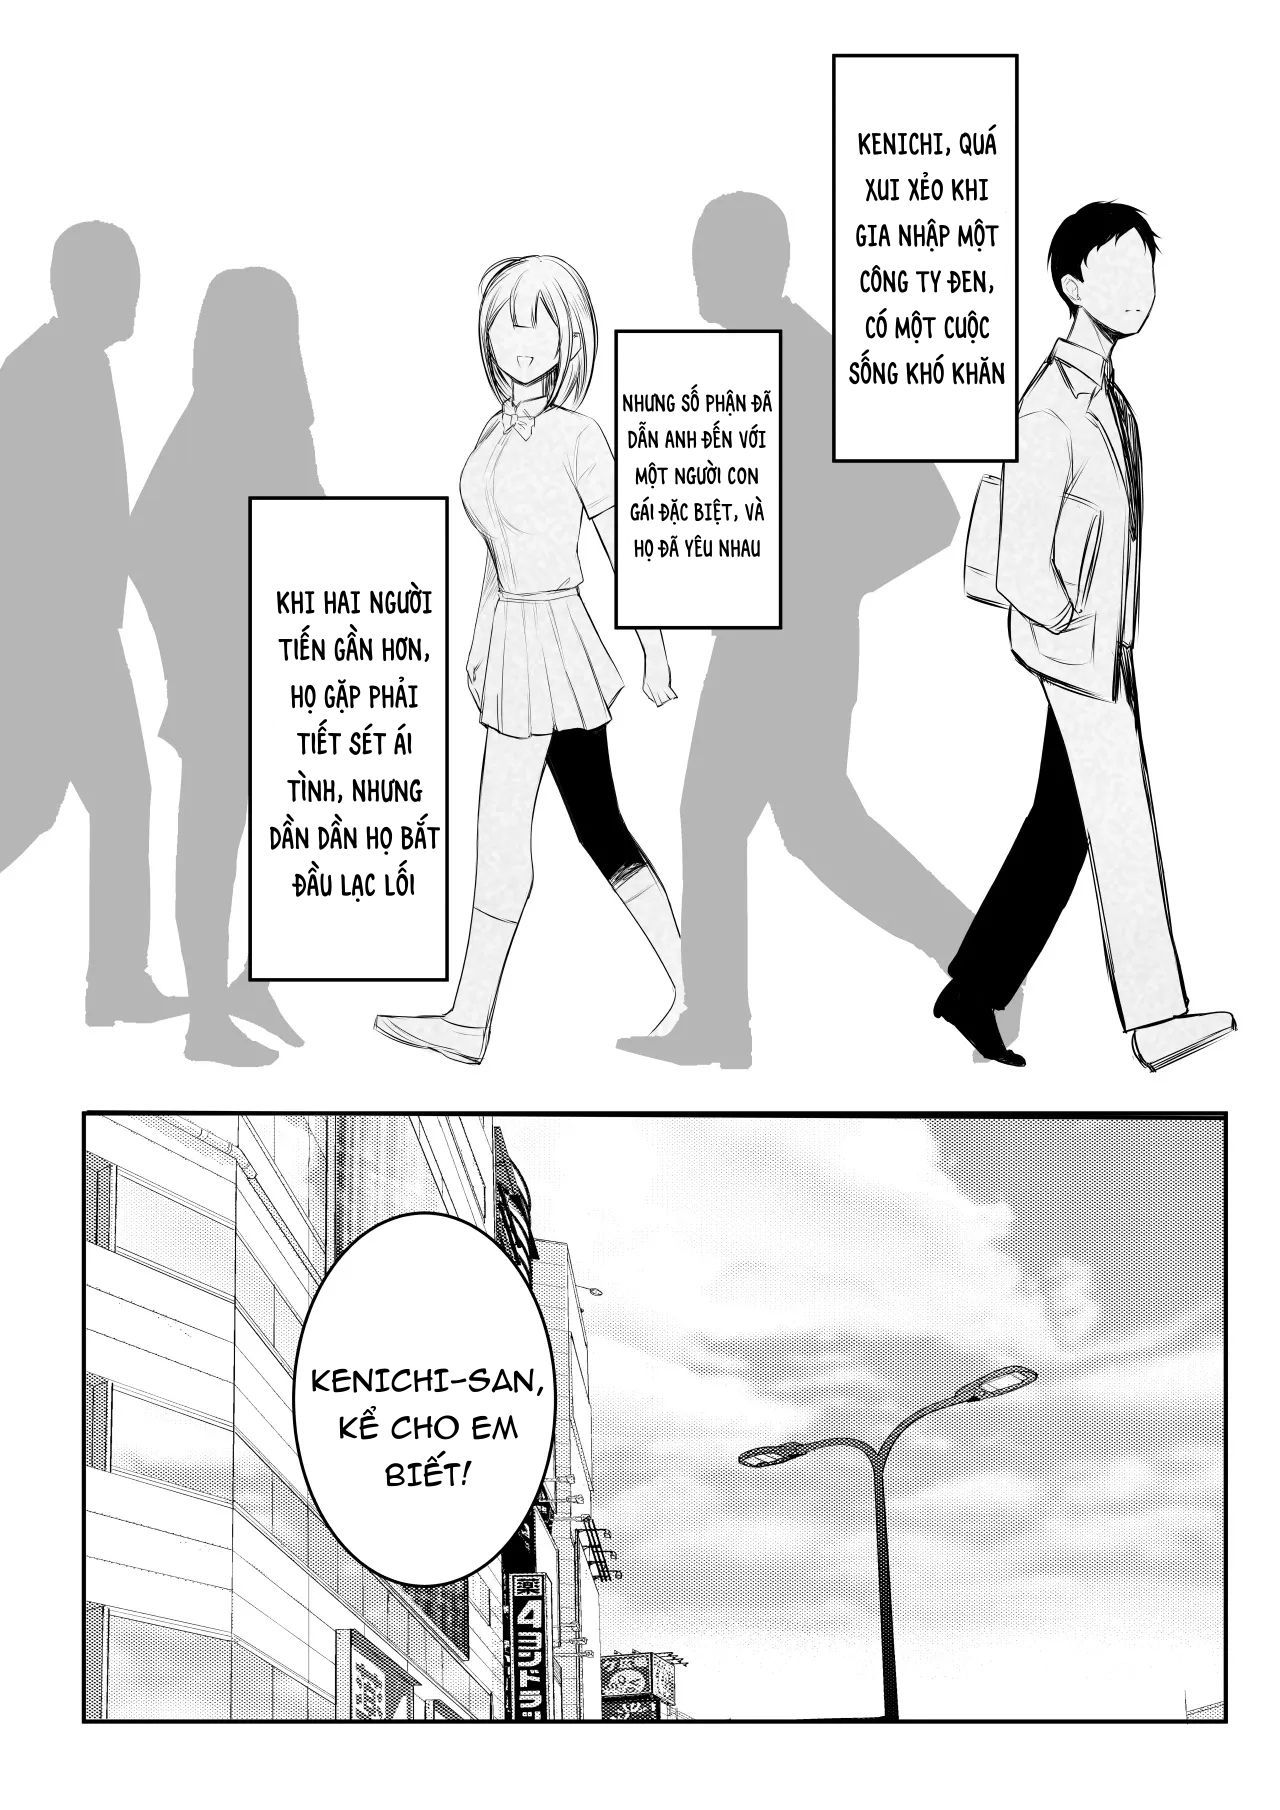 KENICHI, QUÁ
XUI XẺO KHI
GIA NHẬP MỘT
CÔNG TY ĐEN,
CÓ MỘT CUỘC
SỐNG KHÓ KHĂN
NHƯNG SỐ PHẬN ĐÃ
DẪN ANH ĐẾN VỚI
MỘT NGƯỜI CON
GÁI ĐẶC BIỆT, VÀ
HỌ ĐÃ YÊU NHAU
KHI HAI NGƯỜI
TIẾN GẦN HƠN,
HỌ GẶP PHẢI
TIẾT SÉT ÁI
TÌNH, NHƯNG
DẦN DẦN HỌ BẮT
ĐẦU LẠC LỐI
KENICHI-SAN,
KỂ CHO EM
BIẾT!
薬